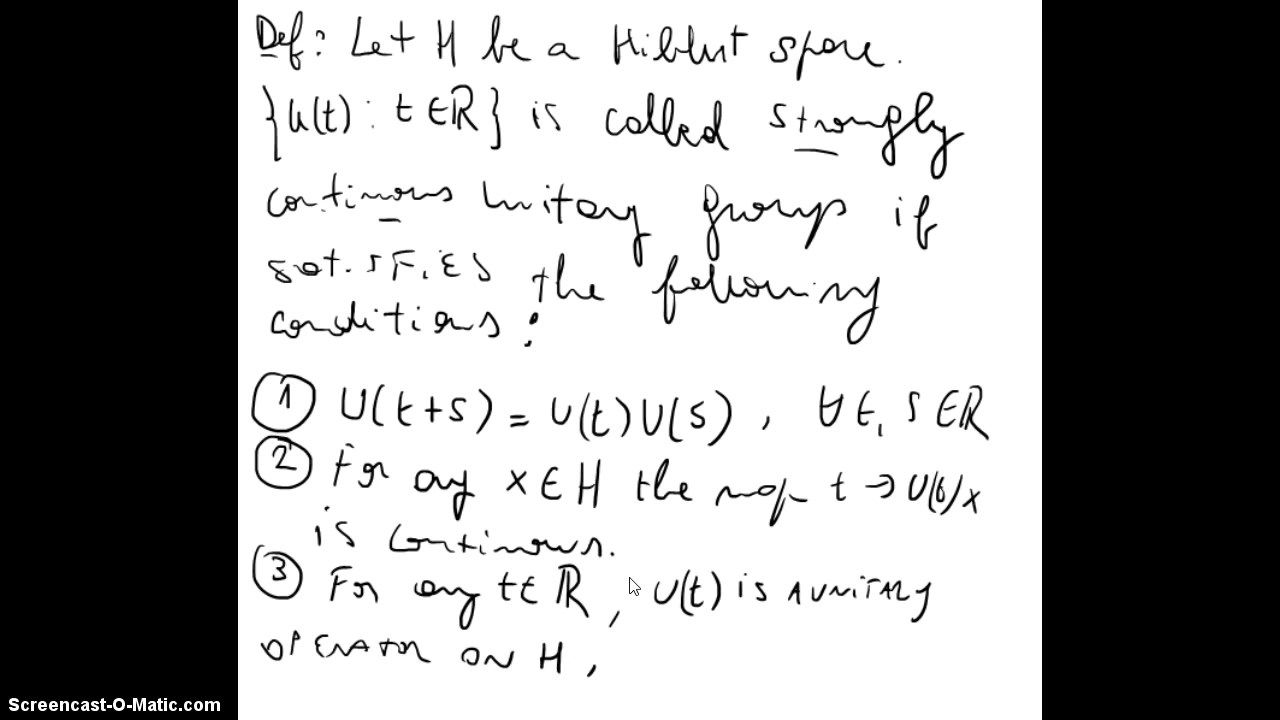 Def: Let H be a Hilbert space.
{U(t): t∈ℝ} is called strongly
continuous unitary group if
satisfies the following
conditions:
① U(t+s) = U(t)U(s), ∀ t, s ∈ℝ
② For any x∈H the map t → U(t)x
is continuous.
③ For any t∈ℝ, U(t) is A UNITARY
OPERATOR ON H,
Screencast-O-Matic.com